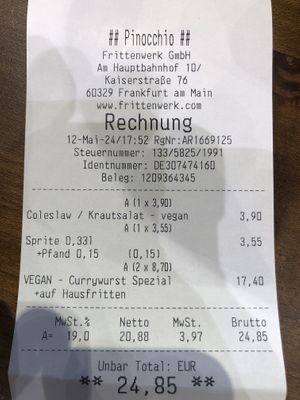 ## Pinocchio ##
Frittenwerk GmbH
Am Hauptbahnhof 10/
Kaiserstraße 76
60329 Frankfurt am Main
www.frittenwerk.com
Rechnung
12-Mai-24/17:52 RgNr:AR1669125
Steuernummer: 133/5825/1991
Identnummer: DE307474160
Beleg: 1209364345
A (1 x 3,90)
Coleslaw / Krautsalat - vegan 3,90
A (1 x 3,55)
Sprite 0,33l 3,55
+Pfand 0,15 (0,15)
A (2 x 8,70)
VEGAN - Currywurst Spezial 17,40
+auf Hausfritten
MwSt.% Netto MwSt. Brutto
A= 19,0 20,88 3,97 24,85
Unbar Total: EUR
** 24,85 **